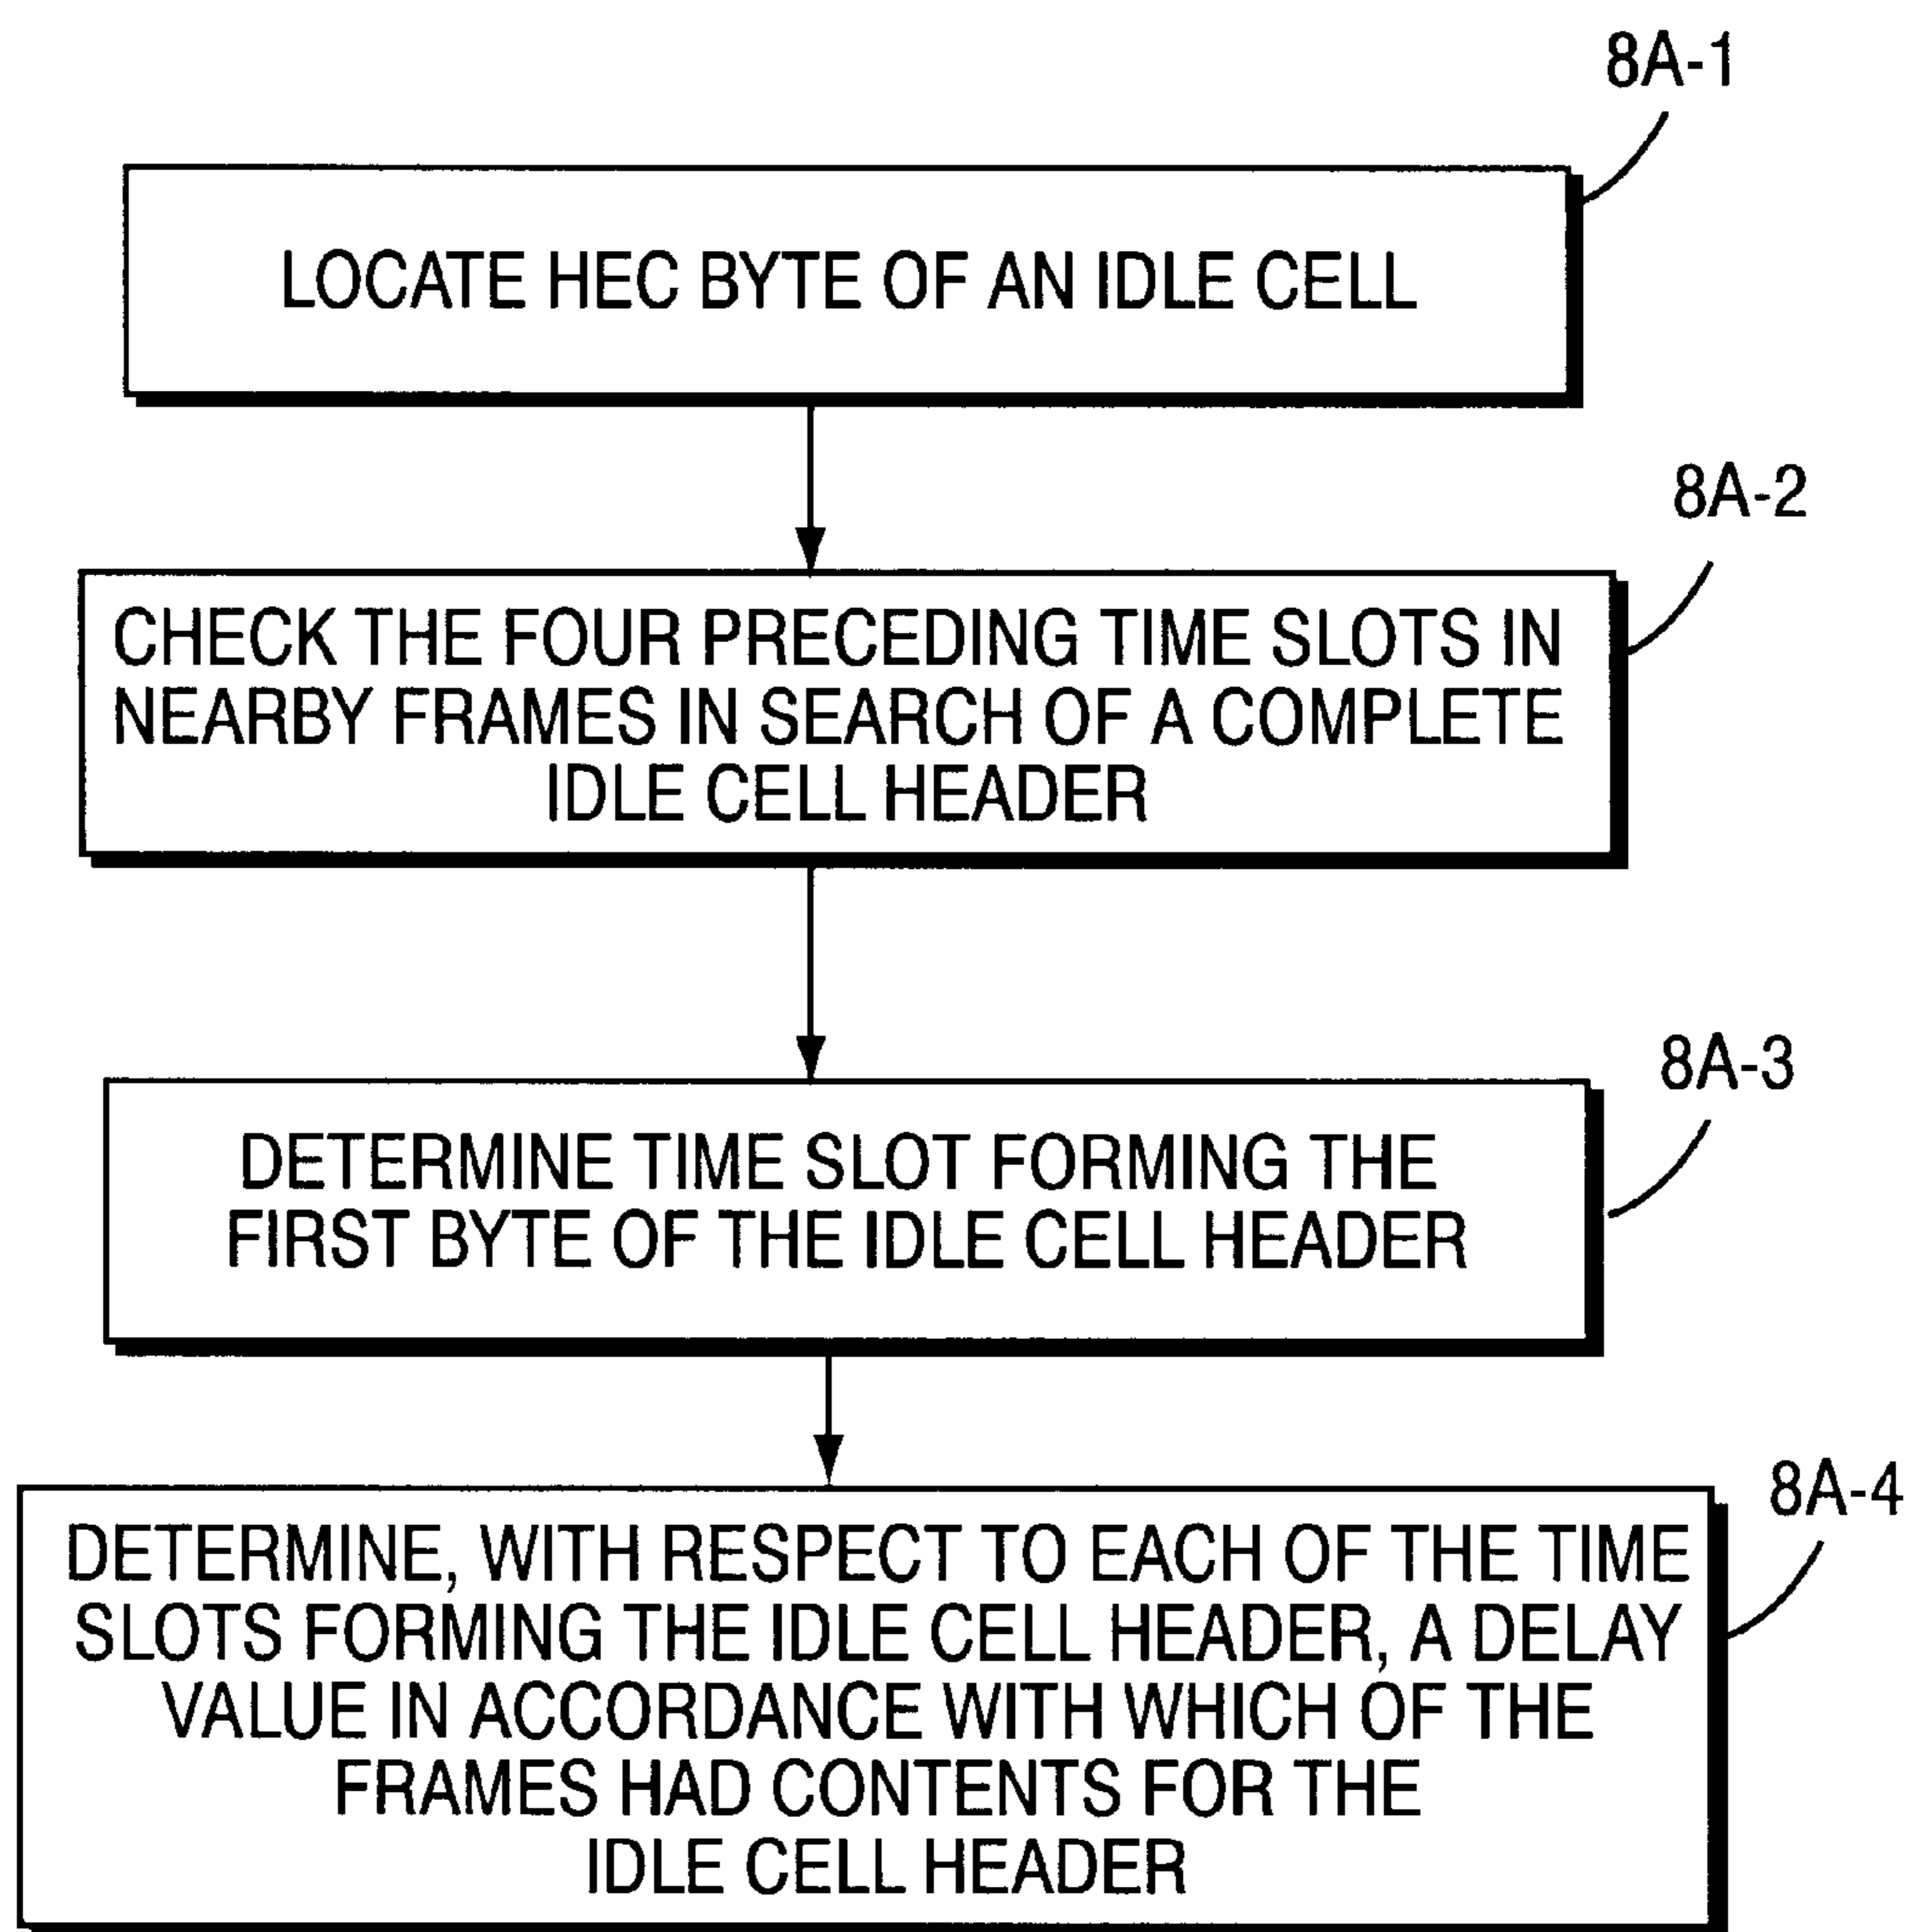 8A-1
LOCATE HEC BYTE OF AN IDLE CELL
8A-2
CHECK THE FOUR PRECEDING TIME SLOTS IN
NEARBY FRAMES IN SEARCH OF A COMPLETE
IDLE CELL HEADER
8A-3
DETERMINE TIME SLOT FORMING THE
FIRST BYTE OF THE IDLE CELL HEADER
8A-4
DETERMINE, WITH RESPECT TO EACH OF THE TIME
SLOTS FORMING THE IDLE CELL HEADER, A DELAY
VALUE IN ACCORDANCE WITH WHICH OF THE
FRAMES HAD CONTENTS FOR THE
IDLE CELL HEADER